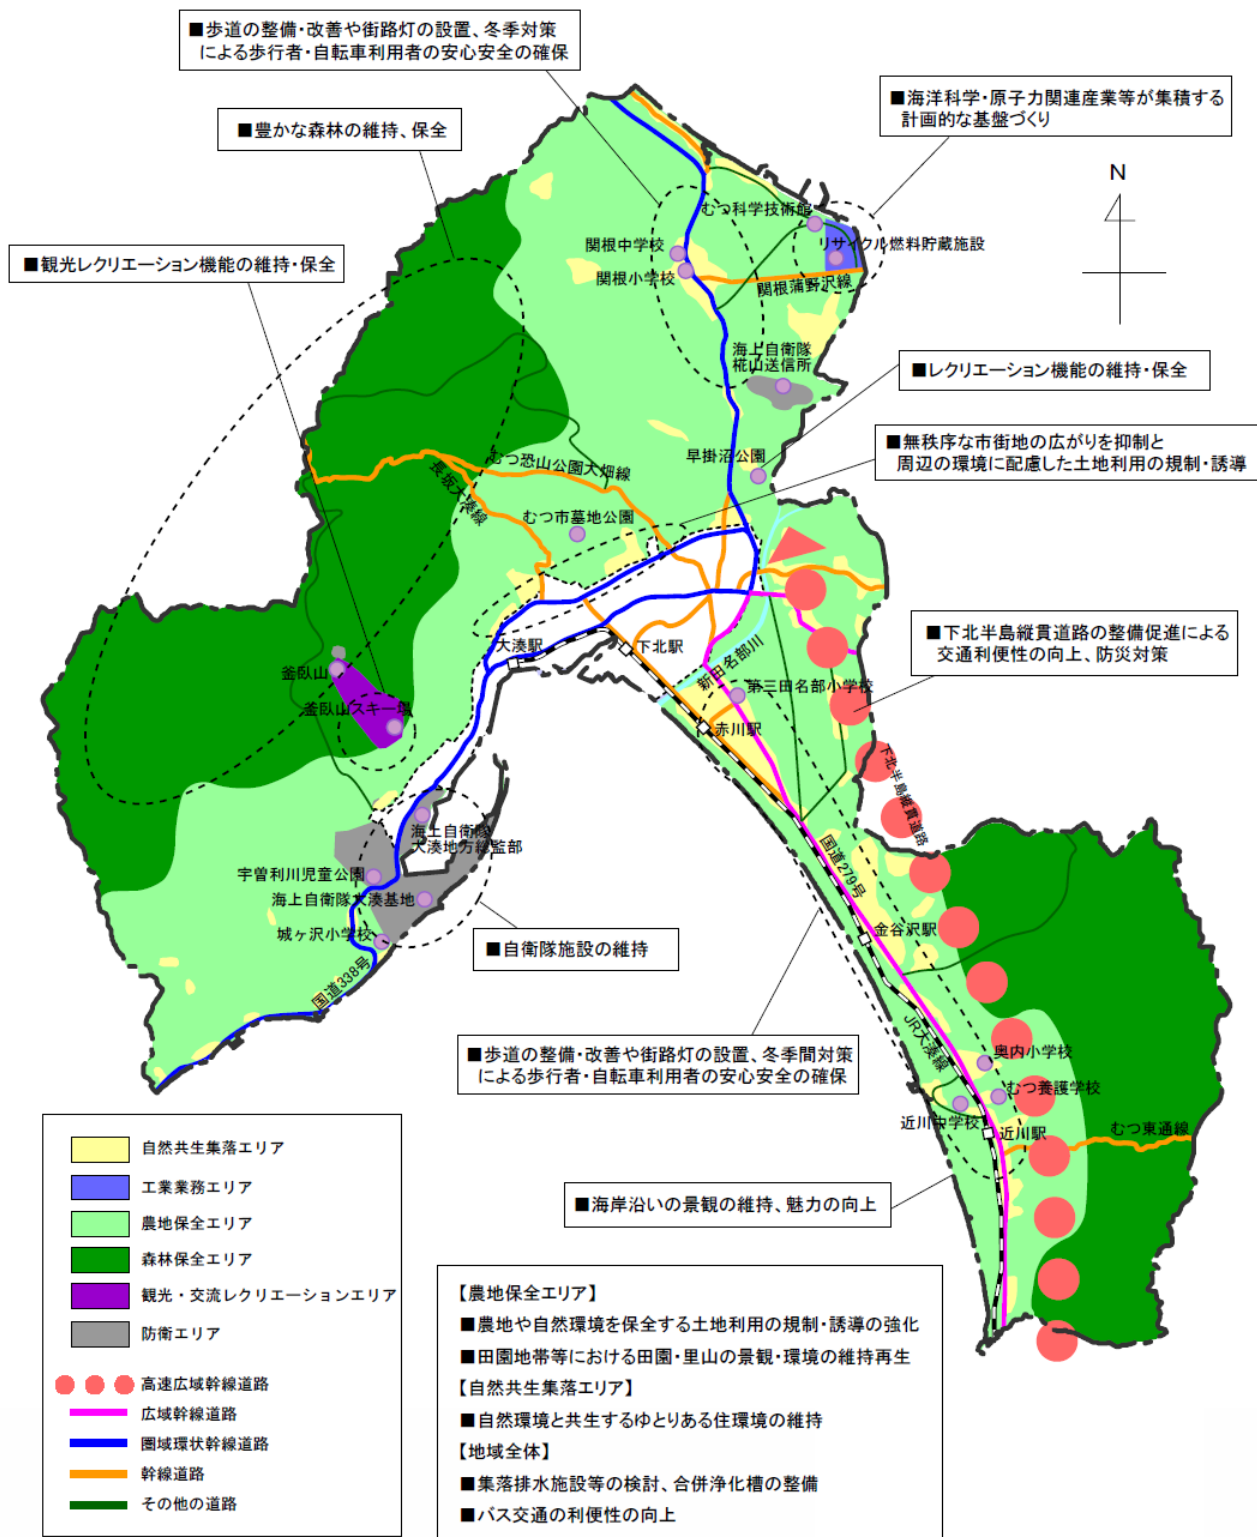 ■歩道の整備・改善や街路灯の設置、冬季対策
による歩行者・自転車利用者の安心安全の確保
■海洋科学・原子力関連産業等が集積する
計画的な基盤づくり
■豊かな森林の維持、保全
N
むつ科学技術館
関根中学校
リサイクル燃料貯蔵施設
■観光レクリエーション機能の維持・保全
関根小学校
関根蒲野沢線
海上自衛隊
椛山送信所
■レクリエーション機能の維持・保全
■無秩序な市街地の広がりを抑制と
周辺の環境に配慮した土地利用の規制・誘導
早掛沼公園
むつ恐山公園大畑線
長坂大湊線
むつ市墓地公園
■下北半島縦貫道路の整備促進による
交通利便性の向上、防災対策
大湊駅
下北駅
新田名部川
釜臥山
第三田名部小学校
釜臥山スキー場
赤川駅
下北半島縦貫道路
海上自衛隊
大湊地方総監部
国道279号
宇曽利川児童公園
海上自衛隊大湊基地
金谷沢駅
城ヶ沢小学校
■自衛隊施設の維持
国道338号
JR大湊線
■歩道の整備・改善や街路灯の設置、冬季間対策
による歩行者・自転車利用者の安心安全の確保
奥内小学校
むつ養護学校
近川中学校
近川駅
むつ東通線
■海岸沿いの景観の維持、魅力の向上
自然共生集落エリア
工業業務エリア
農地保全エリア
森林保全エリア
観光・交流レクリエーションエリア
防衛エリア
高速広域幹線道路
広域幹線道路
圏域環状幹線道路
幹線道路
その他の道路
【農地保全エリア】
■農地や自然環境を保全する土地利用の規制・誘導の強化
■田園地帯等における田園・里山の景観・環境の維持再生
【自然共生集落エリア】
■自然環境と共生するゆとりある住環境の維持
【地域全体】
■集落排水施設等の検討、合併浄化槽の整備
■バス交通の利便性の向上